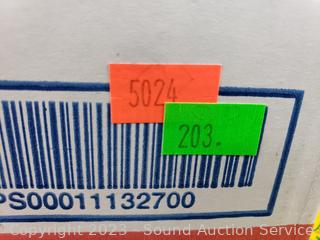 5024
203.
PS00011132700
Copyright 2023 - Sound Auction Service